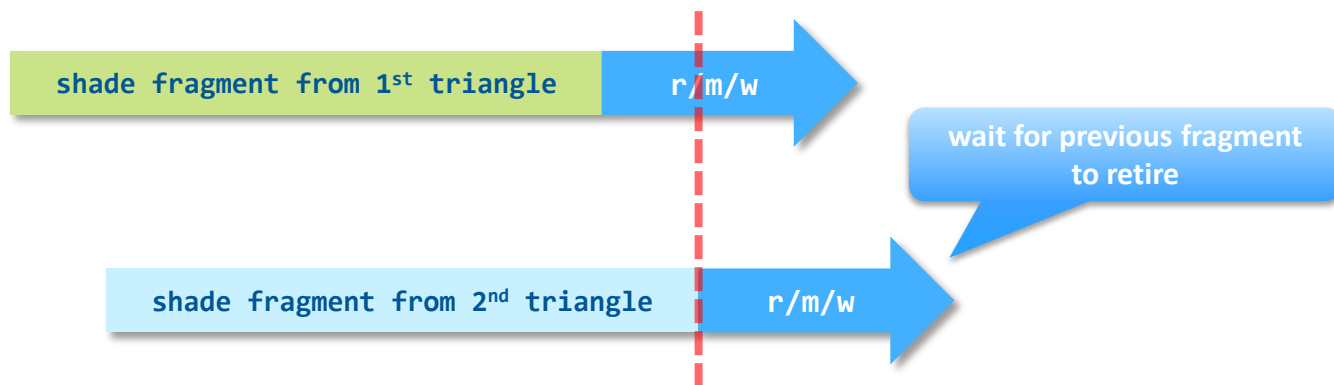 shade fragment from 1st triangle
r/m/w
wait for previous fragment
to retire
shade fragment from 2nd triangle
r/m/w